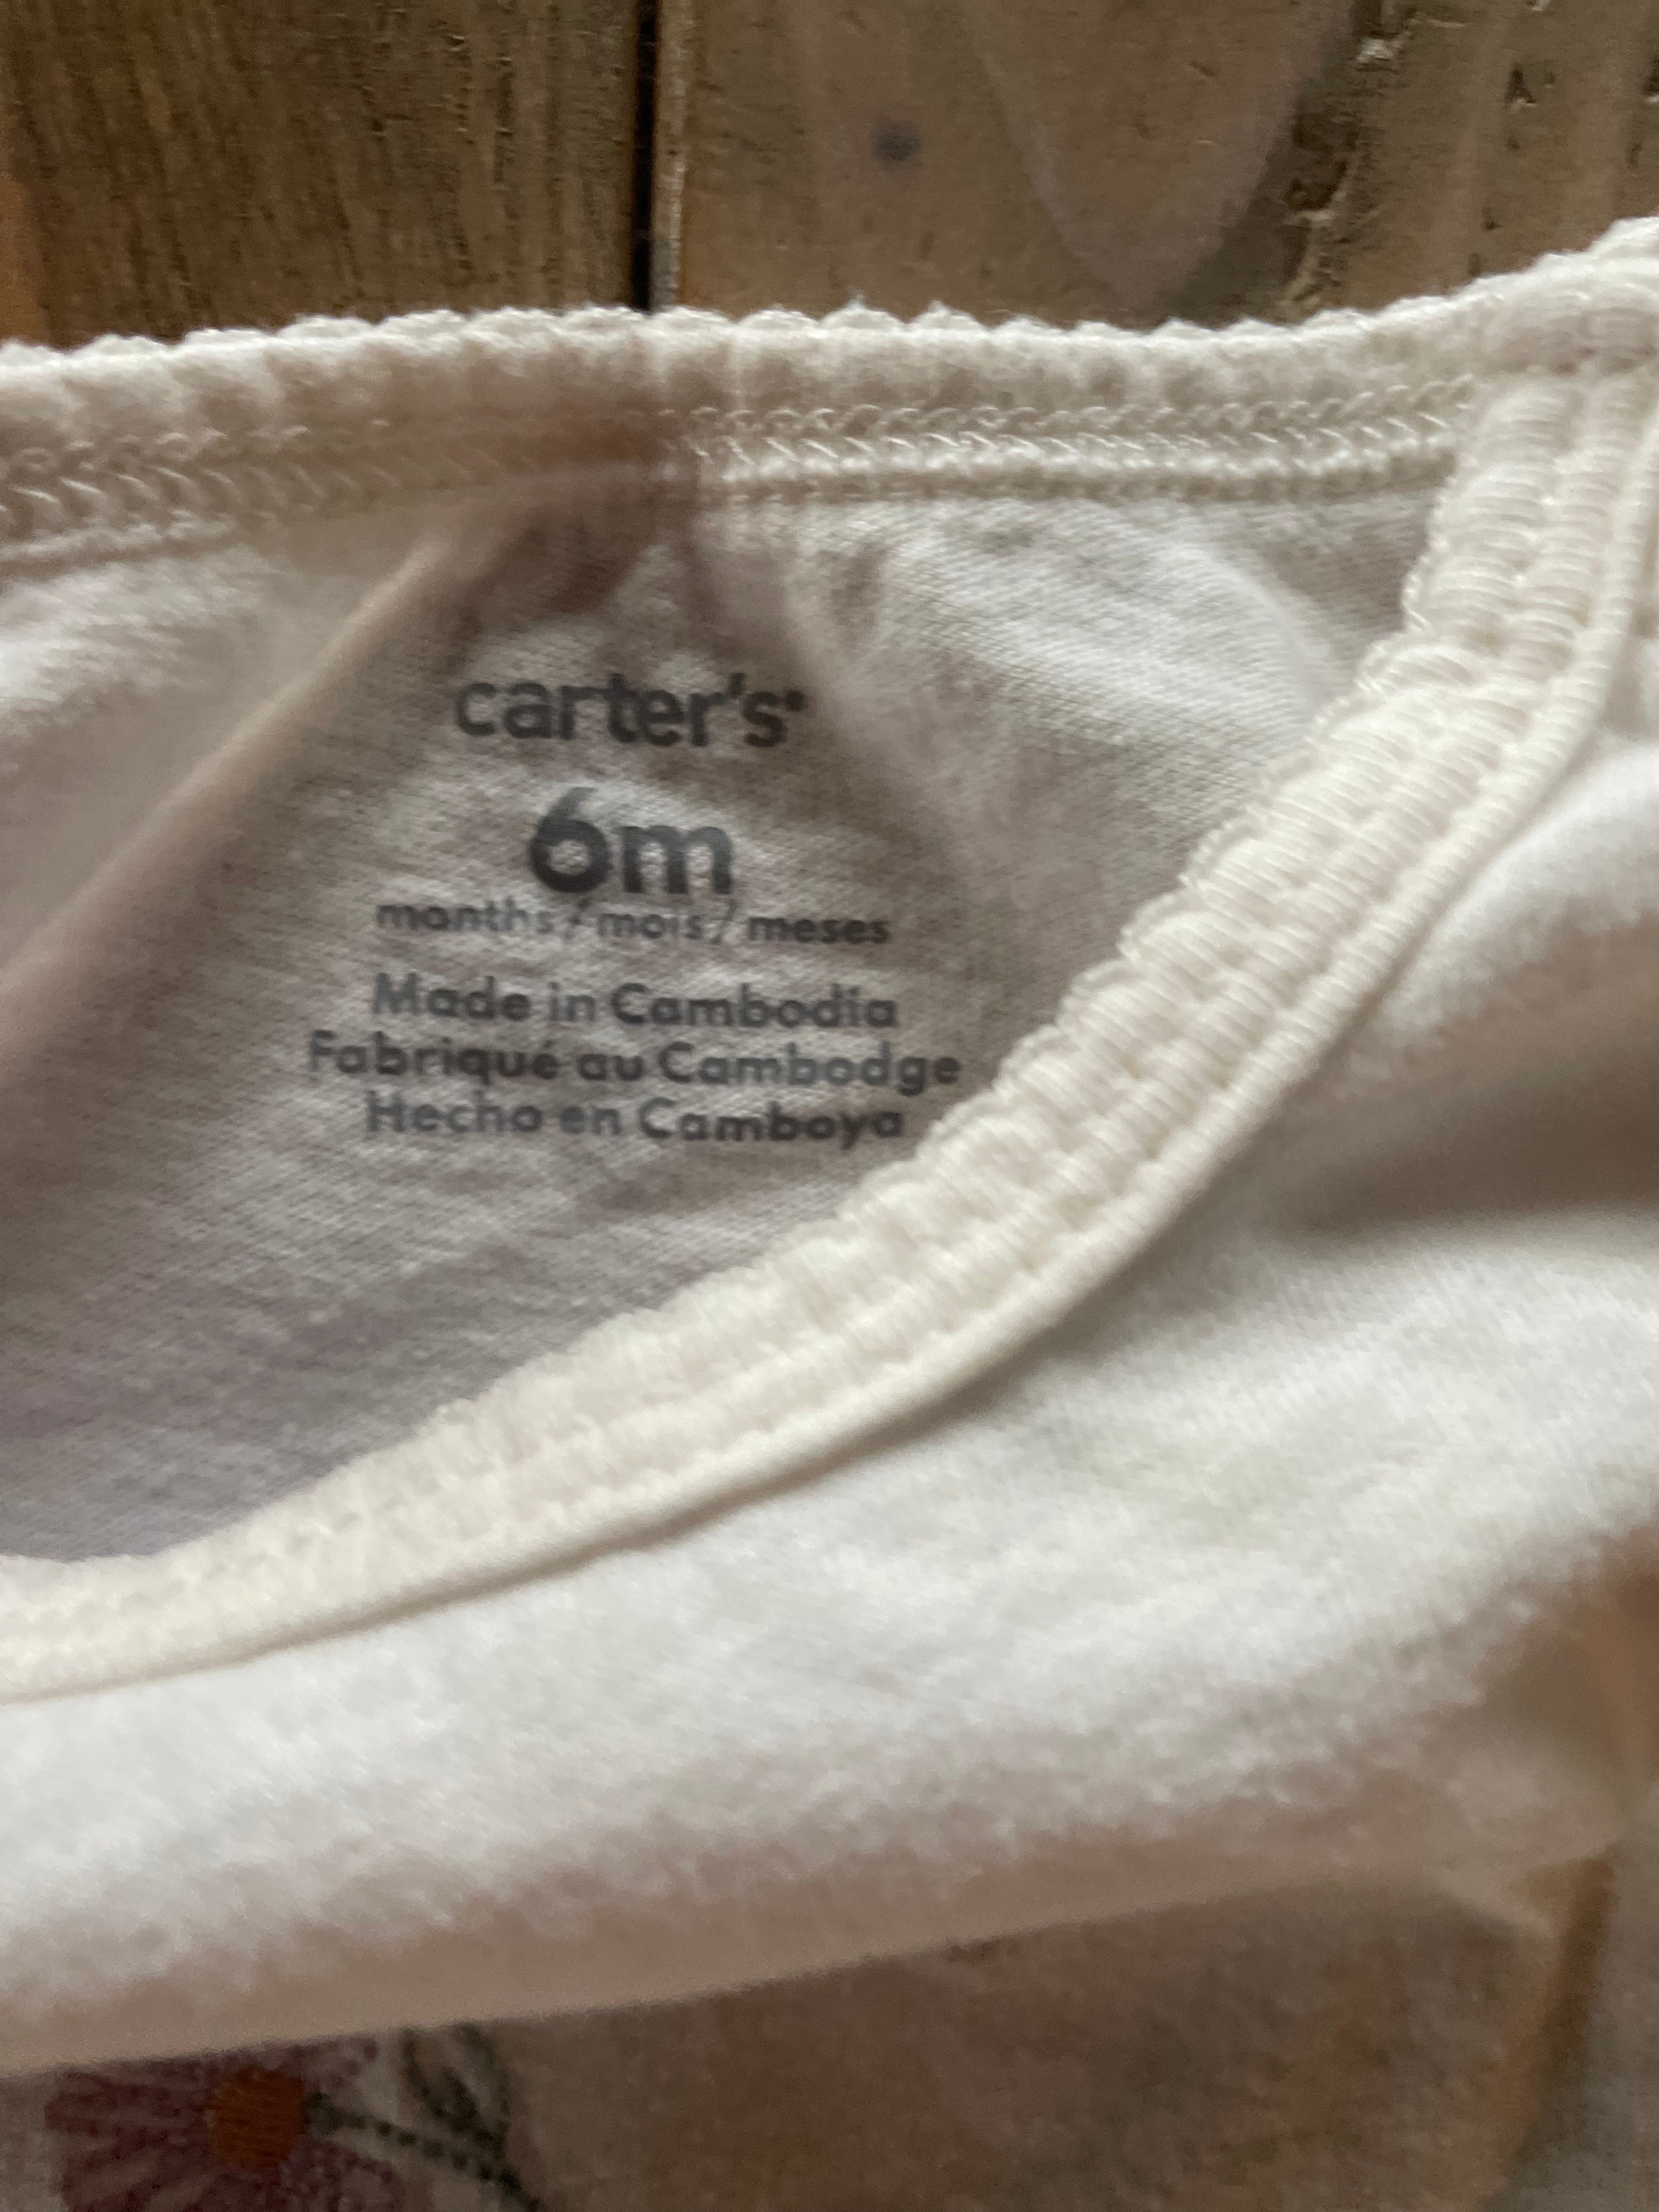 carter's
6m
months / mois / meses
Made in Cambodia
Fabriqué au Cambodge
Hecho en Camboya